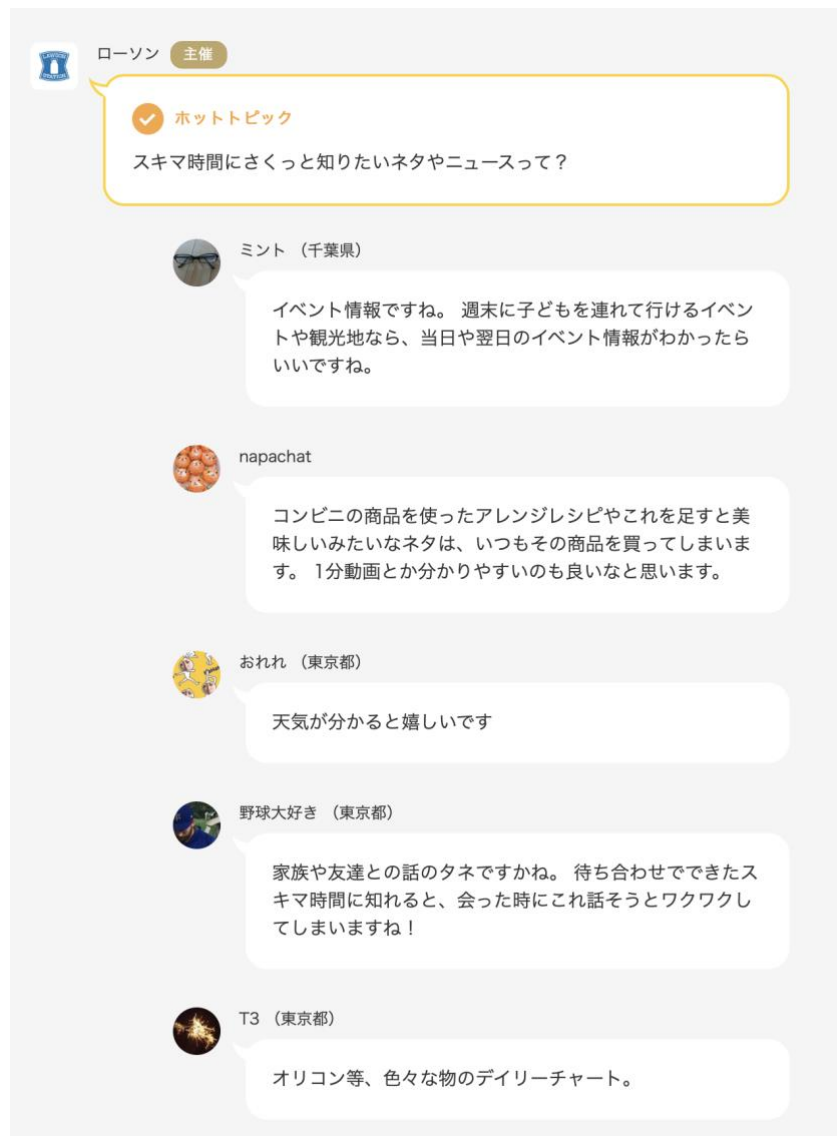 ローソン 主催
ホットトピック
スキマ時間にさくっと知りたいネタやニュースって？
ミント （千葉県）
イベント情報ですね。 週末に子どもを連れて行けるイベン
トや観光地なら、当日や翌日のイベント情報がわかったら
いいですね。
napachat
コンビニの商品を使ったアレンジレシピやこれを足すと美
味しいみたいなネタは、いつもその商品を買ってしまいま
す。 1分動画とか分かりやすいのも良いなと思います。
おれれ （東京都）
天気が分かると嬉しいです
野球大好き （東京都）
家族や友達との話のタネですかね。 待ち合わせでできたス
キマ時間に知れると、会った時にこれ話そうとワクワクし
てしまいますね！
T3 （東京都）
オリコン等、色々な物のデイリーチャート。